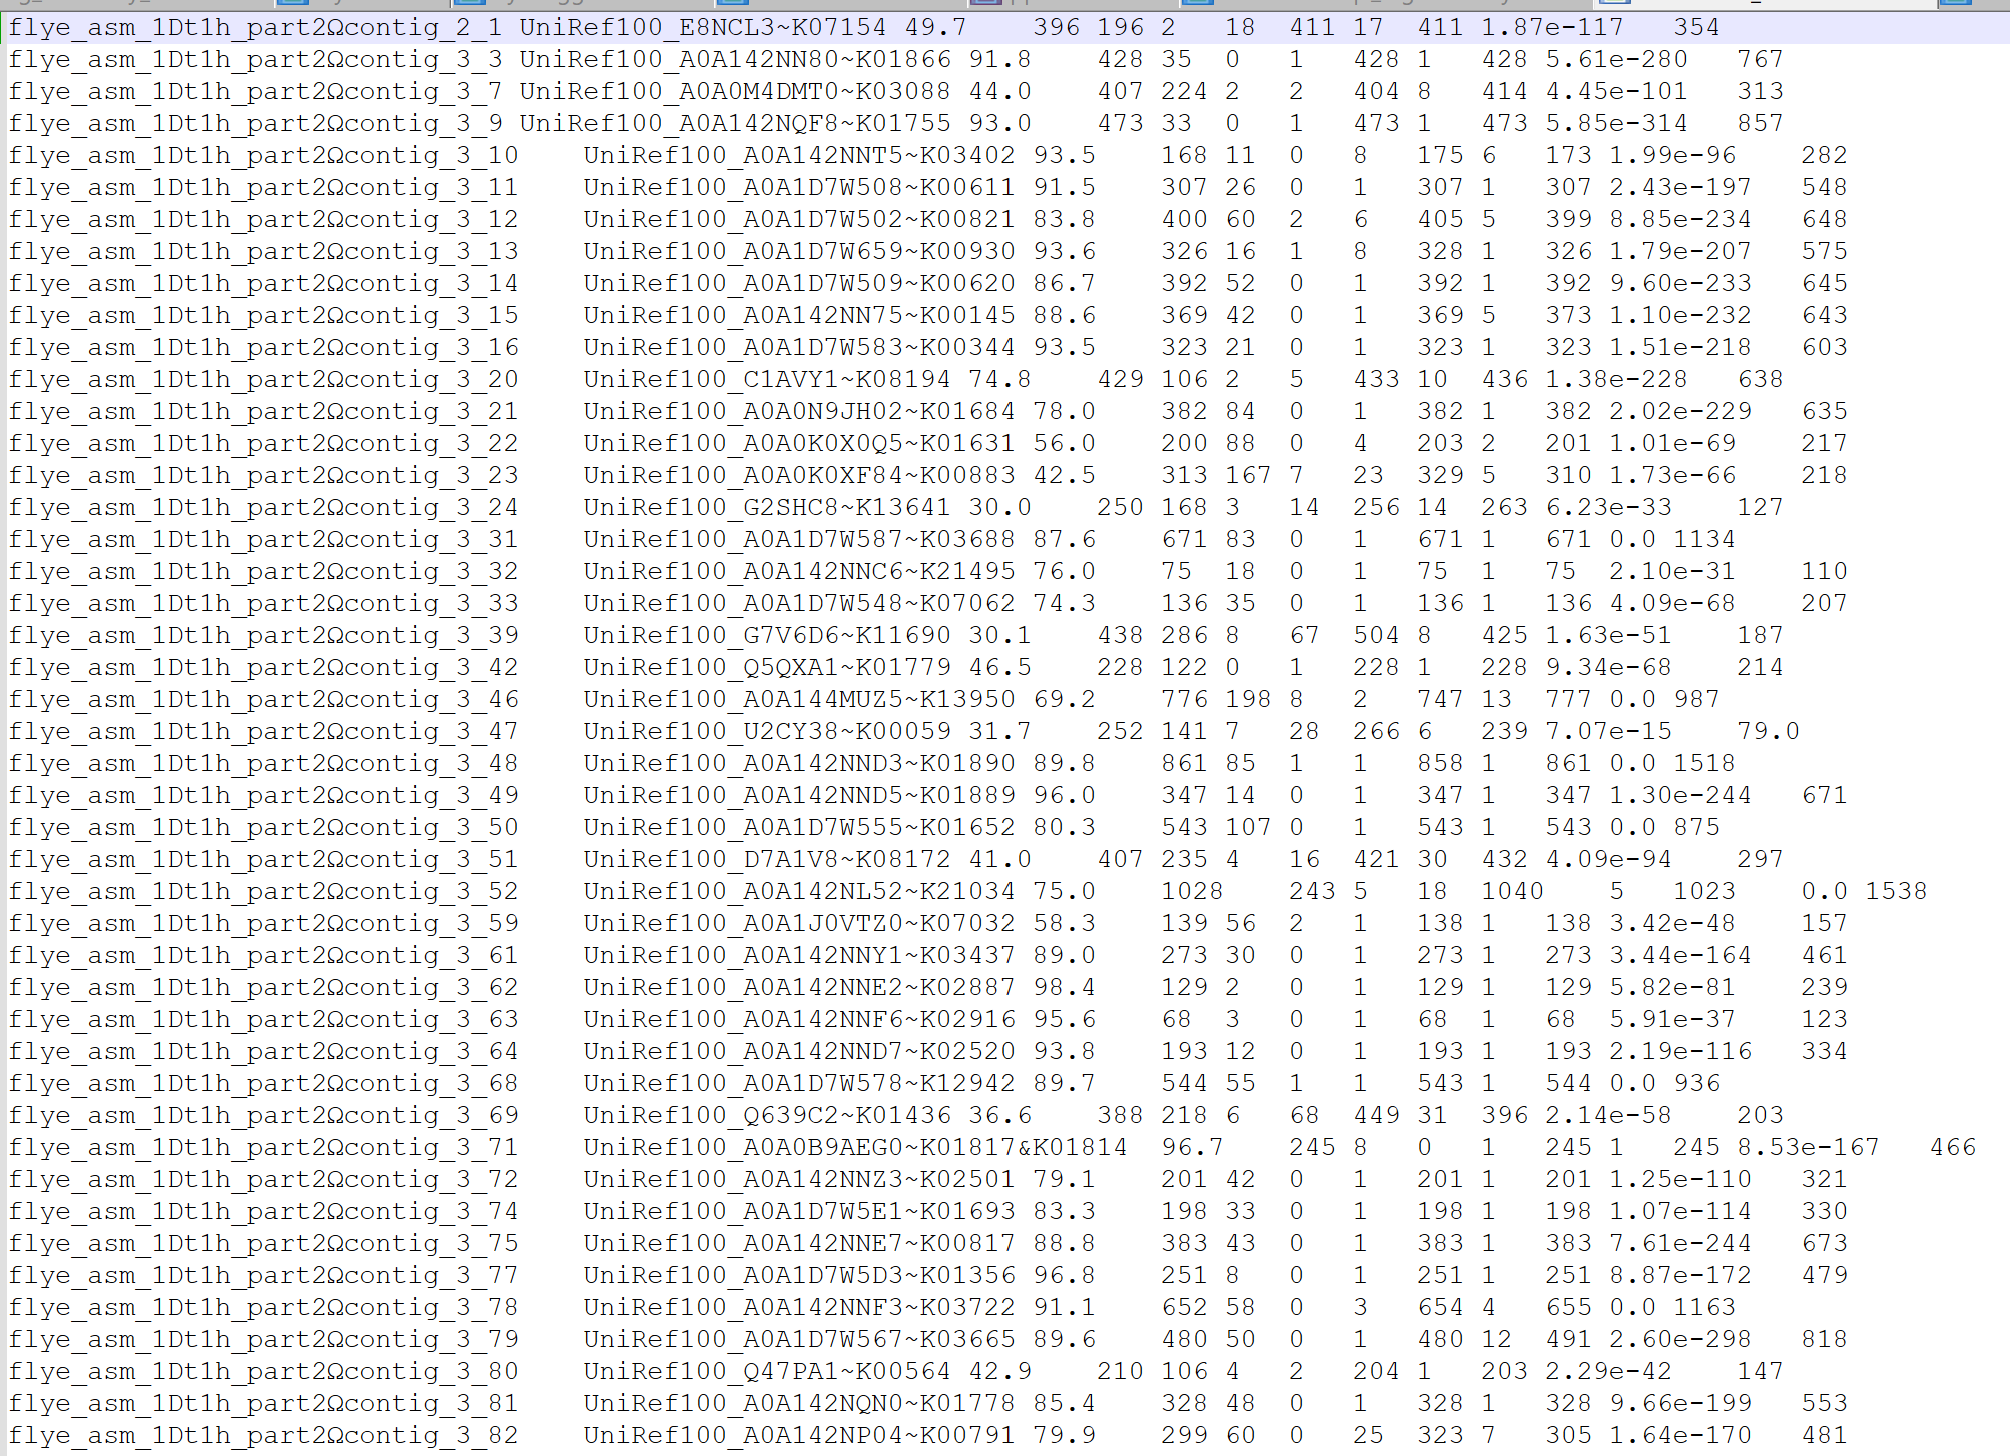 flye_asm_1Dt1h_part2Ωcontig_2_1 UniRef100_E8NCL3~K07154 49.7 396 196 2 18 411 17 411 1.87e-117 354
flye_asm_1Dt1h_part2Ωcontig_3_3 UniRef100_A0A142NN80~K01866 91.8 428 35 0 1 428 1 428 5.61e-280 767
flye_asm_1Dt1h_part2Ωcontig_3_7 UniRef100_A0A0M4DMT0~K03088 44.0 407 224 2 2 404 8 414 4.45e-101 313
flye_asm_1Dt1h_part2Ωcontig_3_9 UniRef100_A0A142NQF8~K01755 93.0 473 33 0 1 473 1 473 5.85e-314 857
flye_asm_1Dt1h_part2Ωcontig_3_10 UniRef100_A0A142NNT5~K03402 93.5 168 11 0 8 175 6 173 1.99e-96 282
flye_asm_1Dt1h_part2Ωcontig_3_11 UniRef100_A0A1D7W508~K00611 91.5 307 26 0 1 307 1 307 2.43e-197 548
flye_asm_1Dt1h_part2Ωcontig_3_12 UniRef100_A0A1D7W502~K00821 83.8 400 60 2 6 405 5 399 8.85e-234 648
flye_asm_1Dt1h_part2Ωcontig_3_13 UniRef100_A0A1D7W659~K00930 93.6 326 16 1 8 328 1 326 1.79e-207 575
flye_asm_1Dt1h_part2Ωcontig_3_14 UniRef100_A0A1D7W509~K00620 86.7 392 52 0 1 392 1 392 9.60e-233 645
flye_asm_1Dt1h_part2Ωcontig_3_15 UniRef100_A0A142NN75~K00145 88.6 369 42 0 1 369 5 373 1.10e-232 643
flye_asm_1Dt1h_part2Ωcontig_3_16 UniRef100_A0A1D7W583~K00344 93.5 323 21 0 1 323 1 323 1.51e-218 603
flye_asm_1Dt1h_part2Ωcontig_3_20 UniRef100_C1AVY1~K08194 74.8 429 106 2 5 433 10 436 1.38e-228 638
flye_asm_1Dt1h_part2Ωcontig_3_21 UniRef100_A0A0N9JH02~K01684 78.0 382 84 0 1 382 1 382 2.02e-229 635
flye_asm_1Dt1h_part2Ωcontig_3_22 UniRef100_A0A0K0X0Q5~K01631 56.0 200 88 0 4 203 2 201 1.01e-69 217
flye_asm_1Dt1h_part2Ωcontig_3_23 UniRef100_A0A0K0XF84~K00883 42.5 313 167 7 23 329 5 310 1.73e-66 218
flye_asm_1Dt1h_part2Ωcontig_3_24 UniRef100_G2SHC8~K13641 30.0 250 168 3 14 256 14 263 6.23e-33 127
flye_asm_1Dt1h_part2Ωcontig_3_31 UniRef100_A0A1D7W587~K03688 87.6 671 83 0 1 671 1 671 0.0 1134
flye_asm_1Dt1h_part2Ωcontig_3_32 UniRef100_A0A142NNC6~K21495 76.0 75 18 0 1 75 1 75 2.10e-31 110
flye_asm_1Dt1h_part2Ωcontig_3_33 UniRef100_A0A1D7W548~K07062 74.3 136 35 0 1 136 1 136 4.09e-68 207
flye_asm_1Dt1h_part2Ωcontig_3_39 UniRef100_G7V6D6~K11690 30.1 438 286 8 67 504 8 425 1.63e-51 187
flye_asm_1Dt1h_part2Ωcontig_3_42 UniRef100_Q5QXA1~K01779 46.5 228 122 0 1 228 1 228 9.34e-68 214
flye_asm_1Dt1h_part2Ωcontig_3_46 UniRef100_A0A144MUZ5~K13950 69.2 776 198 8 2 747 13 777 0.0 987
flye_asm_1Dt1h_part2Ωcontig_3_47 UniRef100_U2CY38~K00059 31.7 252 141 7 28 266 6 239 7.07e-15 79.0
flye_asm_1Dt1h_part2Ωcontig_3_48 UniRef100_A0A142NND3~K01890 89.8 861 85 1 1 858 1 861 0.0 1518
flye_asm_1Dt1h_part2Ωcontig_3_49 UniRef100_A0A142NND5~K01889 96.0 347 14 0 1 347 1 347 1.30e-244 671
flye_asm_1Dt1h_part2Ωcontig_3_50 UniRef100_A0A1D7W555~K01652 80.3 543 107 0 1 543 1 543 0.0 875
flye_asm_1Dt1h_part2Ωcontig_3_51 UniRef100_D7A1V8~K08172 41.0 407 235 4 16 421 30 432 4.09e-94 297
flye_asm_1Dt1h_part2Ωcontig_3_52 UniRef100_A0A142NL52~K21034 75.0 1028 243 5 18 1040 5 1023 0.0 1538
flye_asm_1Dt1h_part2Ωcontig_3_59 UniRef100_A0A1J0VTZ0~K07032 58.3 139 56 2 1 138 1 138 3.42e-48 157
flye_asm_1Dt1h_part2Ωcontig_3_61 UniRef100_A0A142NNY1~K03437 89.0 273 30 0 1 273 1 273 3.44e-164 461
flye_asm_1Dt1h_part2Ωcontig_3_62 UniRef100_A0A142NNE2~K02887 98.4 129 2 0 1 129 1 129 5.82e-81 239
flye_asm_1Dt1h_part2Ωcontig_3_63 UniRef100_A0A142NNF6~K02916 95.6 68 3 0 1 68 1 68 5.91e-37 123
flye_asm_1Dt1h_part2Ωcontig_3_64 UniRef100_A0A142NND7~K02520 93.8 193 12 0 1 193 1 193 2.19e-116 334
flye_asm_1Dt1h_part2Ωcontig_3_68 UniRef100_A0A1D7W578~K12942 89.7 544 55 1 1 543 1 544 0.0 936
flye_asm_1Dt1h_part2Ωcontig_3_69 UniRef100_Q639C2~K01436 36.6 388 218 6 68 449 31 396 2.14e-58 203
flye_asm_1Dt1h_part2Ωcontig_3_71 UniRef100_A0A0B9AEG0~K01817&K01814 96.7 245 8 0 1 245 1 245 8.53e-167 466
flye_asm_1Dt1h_part2Ωcontig_3_72 UniRef100_A0A142NNZ3~K02501 79.1 201 42 0 1 201 1 201 1.25e-110 321
flye_asm_1Dt1h_part2Ωcontig_3_74 UniRef100_A0A1D7W5E1~K01693 83.3 198 33 0 1 198 1 198 1.07e-114 330
flye_asm_1Dt1h_part2Ωcontig_3_75 UniRef100_A0A142NNE7~K00817 88.8 383 43 0 1 383 1 383 7.61e-244 673
flye_asm_1Dt1h_part2Ωcontig_3_77 UniRef100_A0A1D7W5D3~K01356 96.8 251 8 0 1 251 1 251 8.87e-172 479
flye_asm_1Dt1h_part2Ωcontig_3_78 UniRef100_A0A142NNF3~K03722 91.1 652 58 0 3 654 4 655 0.0 1163
flye_asm_1Dt1h_part2Ωcontig_3_79 UniRef100_A0A1D7W567~K03665 89.6 480 50 0 1 480 12 491 2.60e-298 818
flye_asm_1Dt1h_part2Ωcontig_3_80 UniRef100_Q47PA1~K00564 42.9 210 106 4 2 204 1 203 2.29e-42 147
flye_asm_1Dt1h_part2Ωcontig_3_81 UniRef100_A0A142NQN0~K01778 85.4 328 48 0 1 328 1 328 9.66e-199 553
flye_asm_1Dt1h_part2Ωcontig_3_82 UniRef100_A0A142NP04~K00791 79.9 299 60 0 25 323 7 305 1.64e-170 481